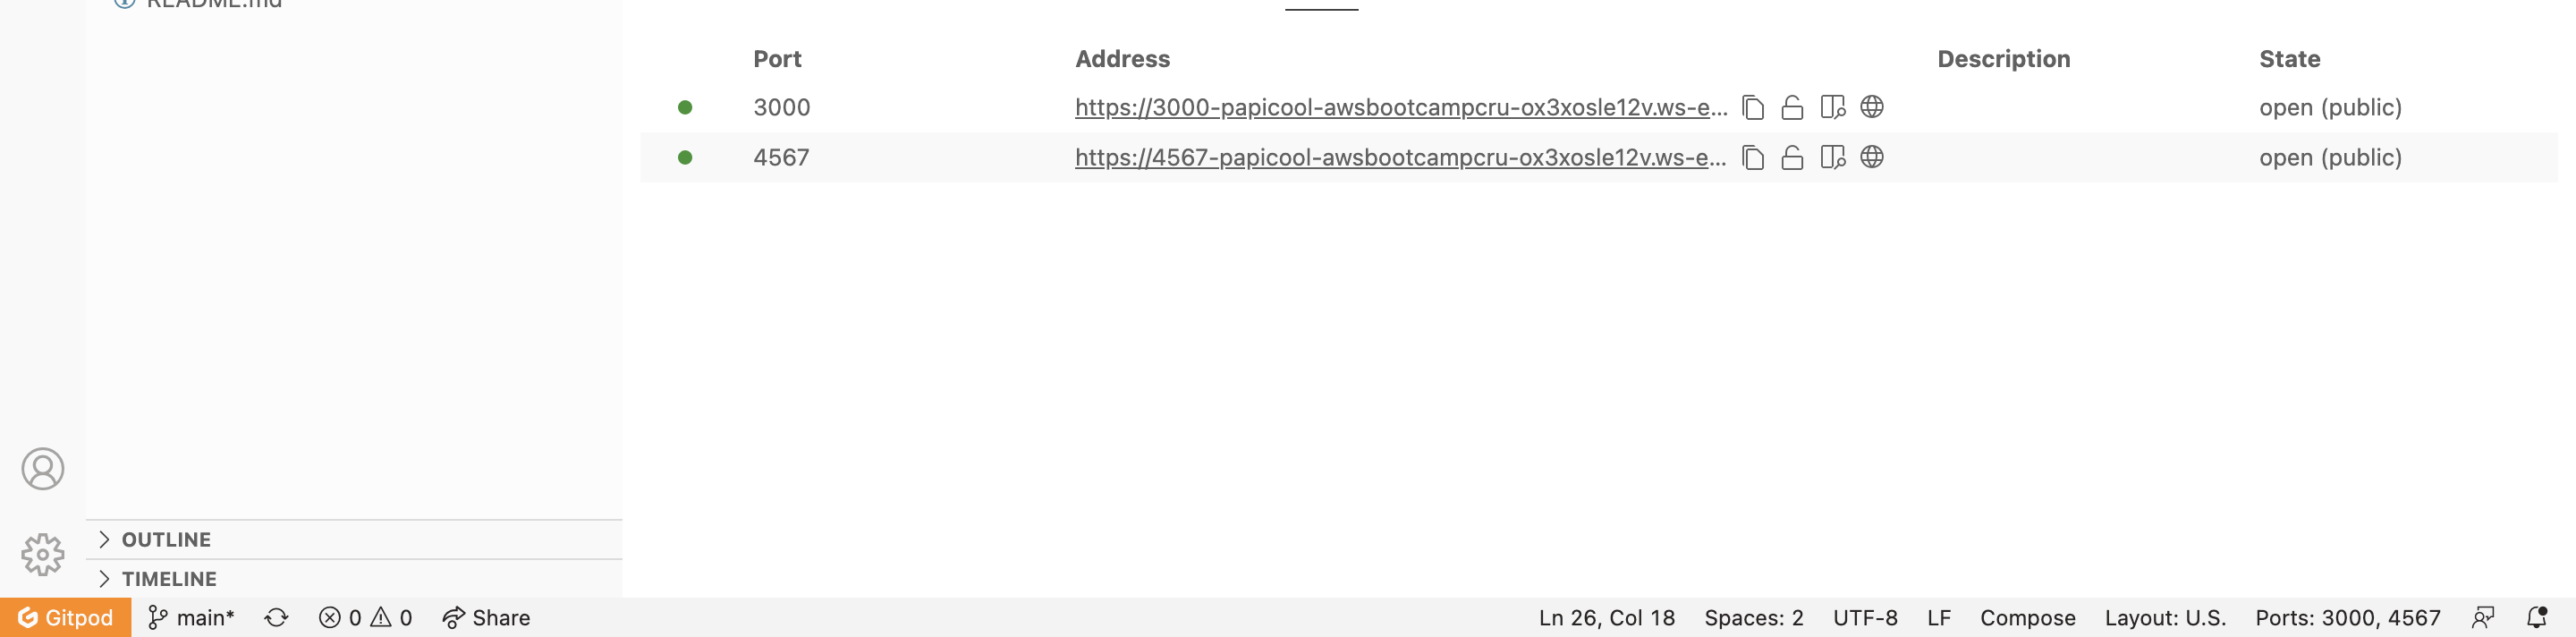 README.md
Port Address Description State
3000 https://3000-papicool-awsbootcampcru-ox3xosle12v.ws-e... open (public)
4567 https://4567-papicool-awsbootcampcru-ox3xosle12v.ws-e... open (public)
OUTLINE
TIMELINE
Gitpod main* 0 0 Share Ln 26, Col 18 Spaces: 2 UTF-8 LF Compose Layout: U.S. Ports: 3000, 4567